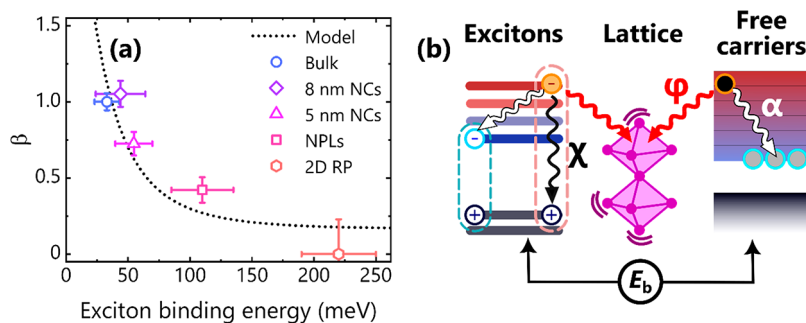 (a)
Model
Bulk
8 nm NCs
5 nm NCs
NPLs
2D RP
1.5
1.0
0.5
0
β
0
50
100
150
200
250
Exciton binding energy (meV)
(b)
Excitons
Lattice
Free
carriers
φ
α
χ
-
-
+
+
E_b